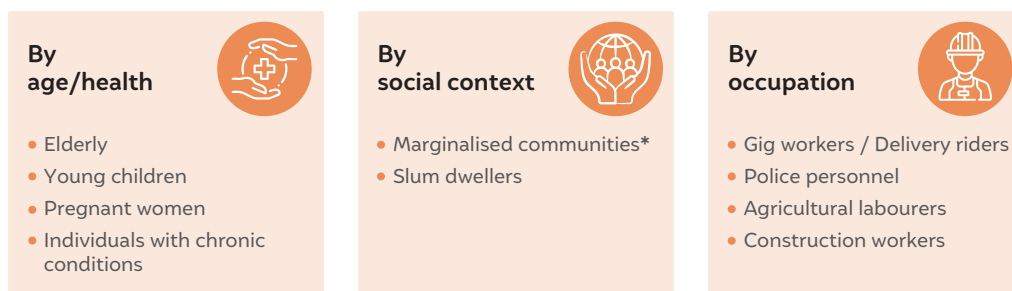 By
age/health
• Elderly
• Young children
• Pregnant women
• Individuals with chronic
conditions
By
social context
• Marginalised communities*
• Slum dwellers
By
occupation
• Gig workers / Delivery riders
• Police personnel
• Agricultural labourers
• Construction workers